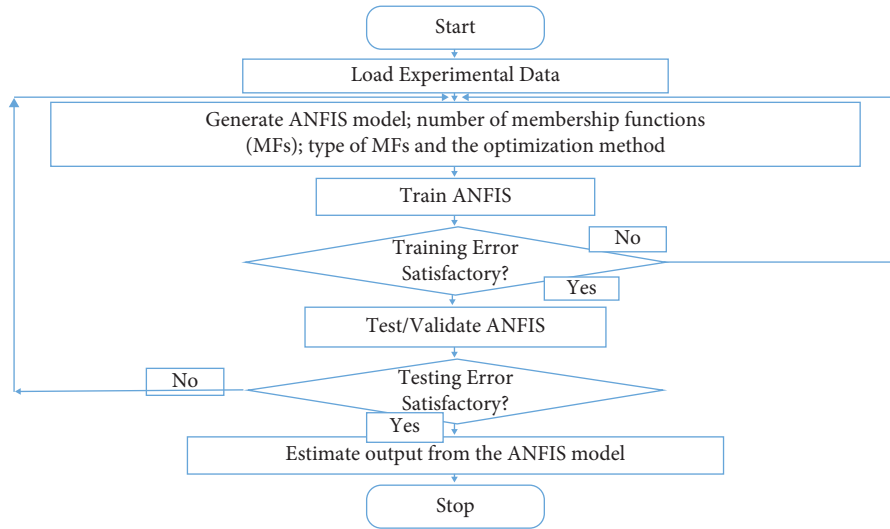 Start
Load Experimental Data
Generate ANFIS model; number of membership functions
(MFs); type of MFs and the optimization method
Train ANFIS
No
Training Error
Satisfactory?
Yes
Test/Validate ANFIS
No
Testing Error
Satisfactory?
Yes
Estimate output from the ANFIS model
Stop